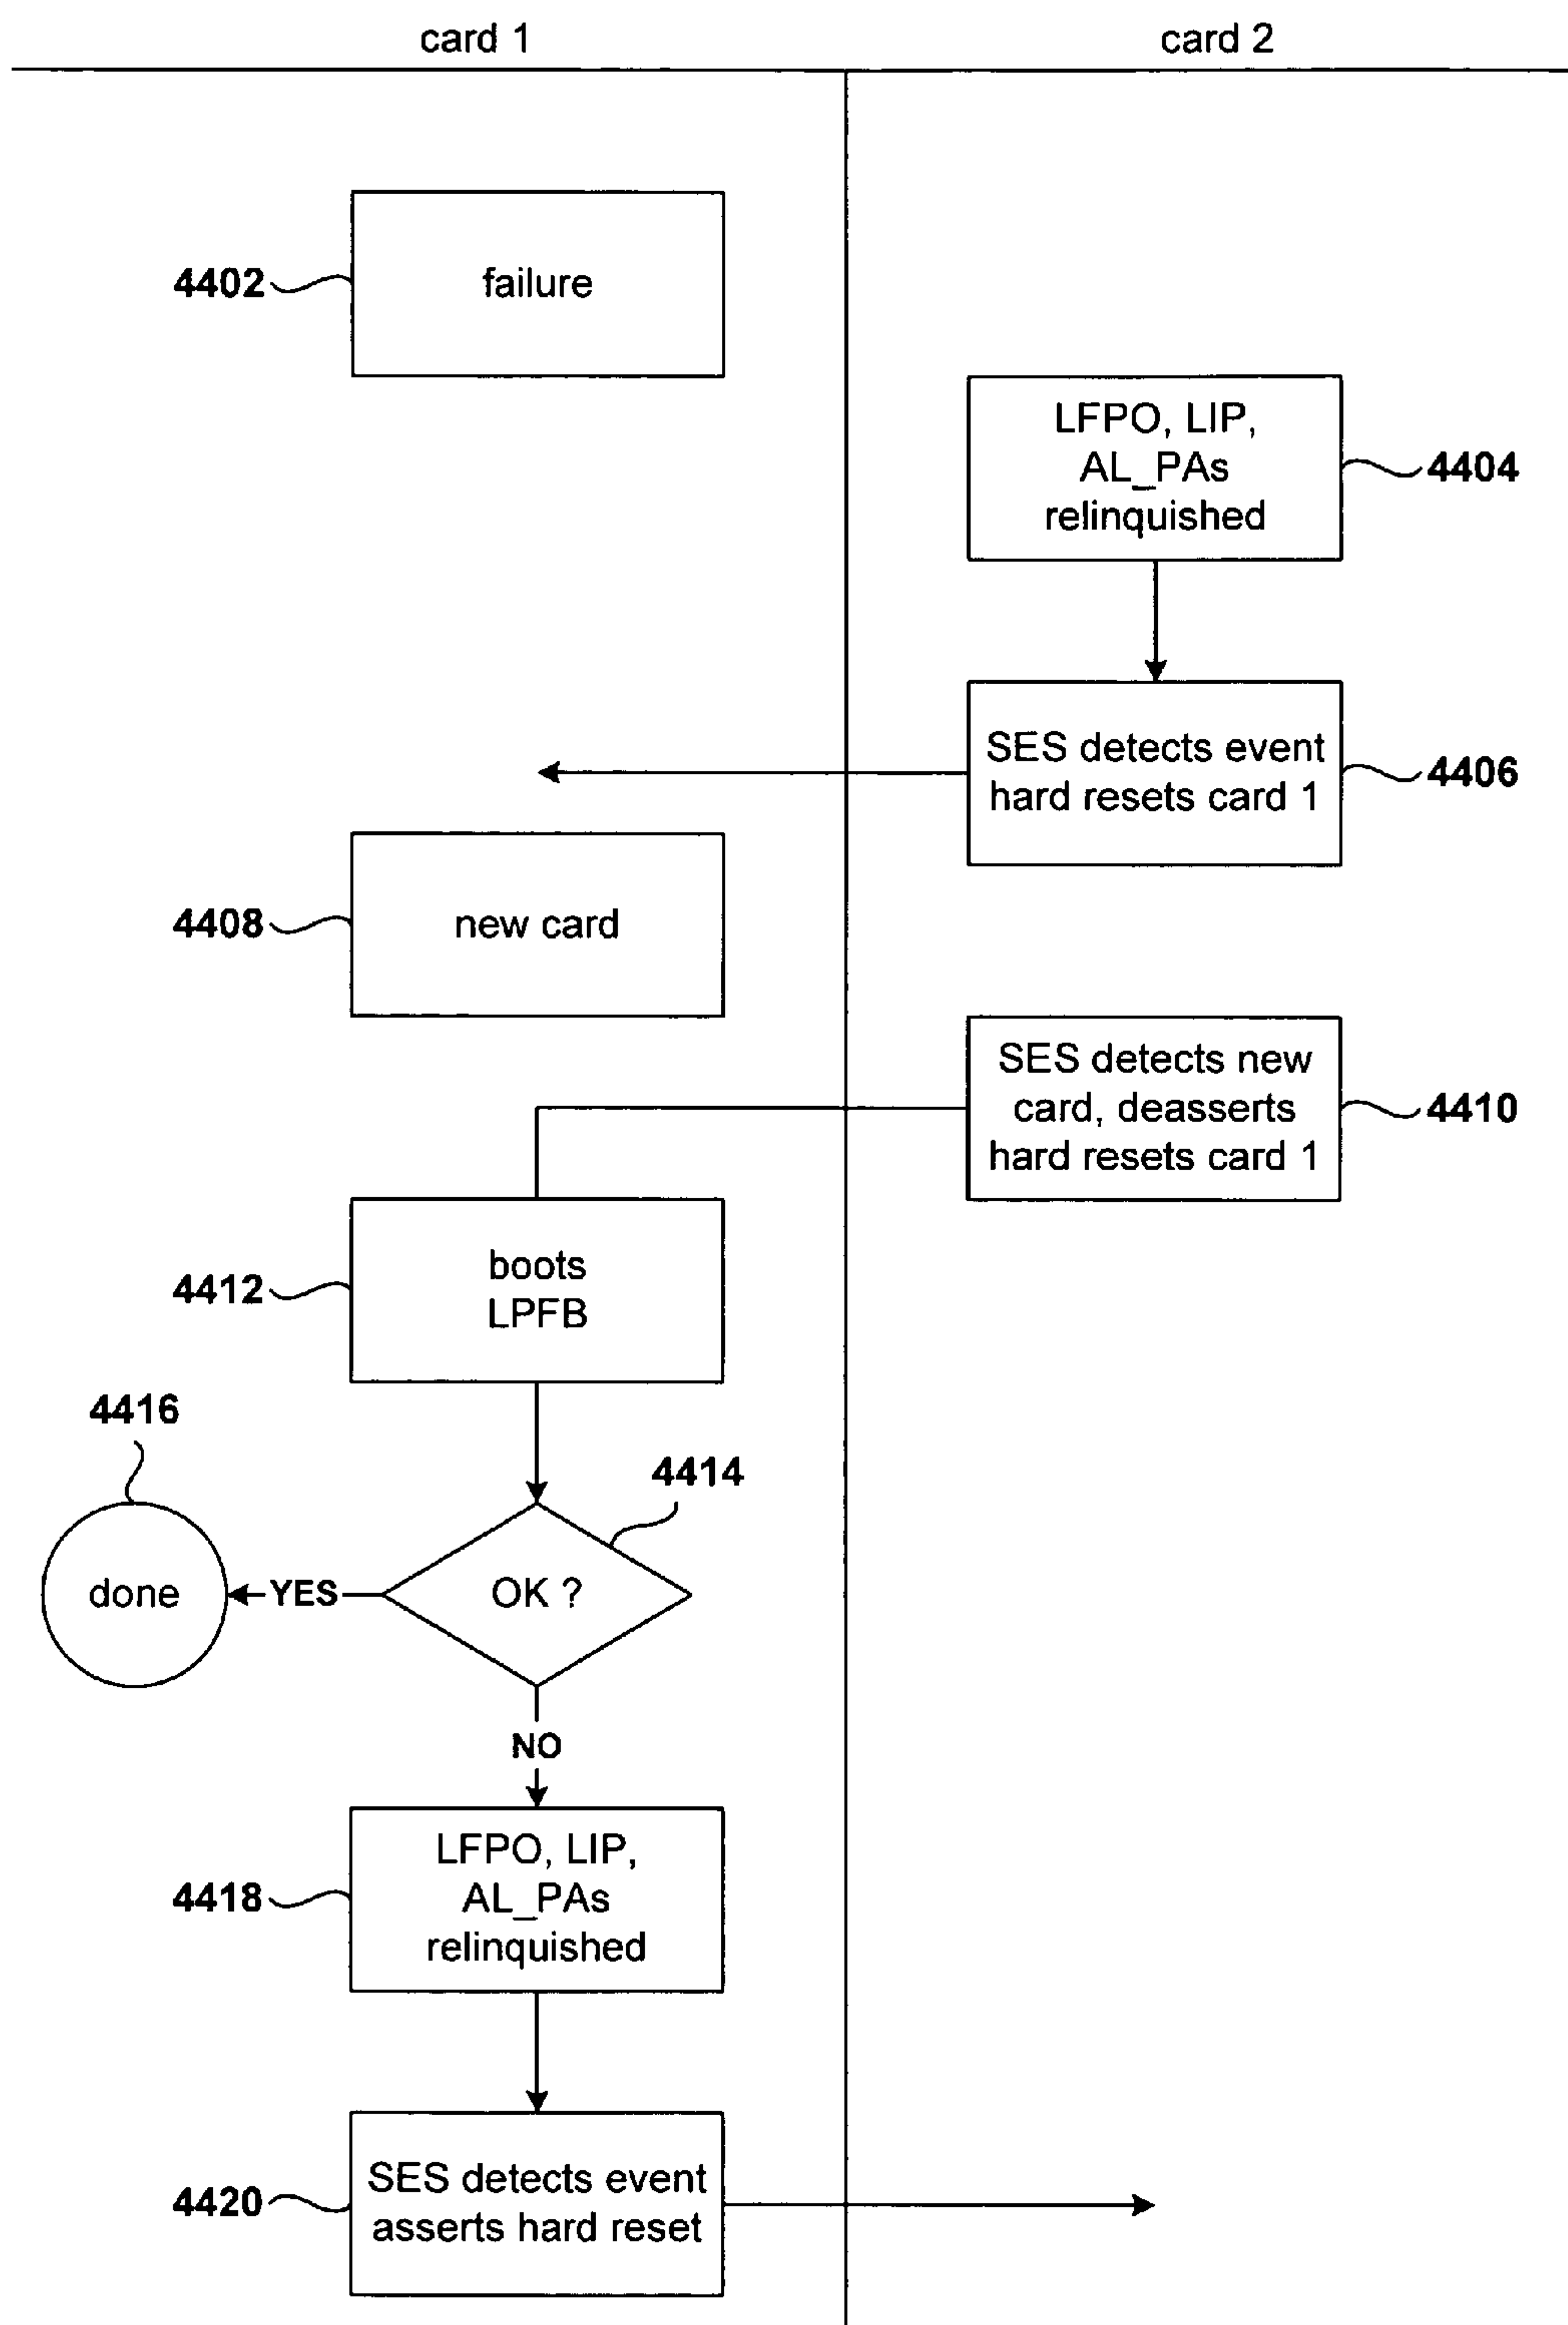 card 1
card 2
4402
failure
LFPO, LIP,
AL_PAs
relinquished
4404
SES detects event
hard resets card 1
4406
4408
new card
SES detects new
card, deasserts
hard resets card 1
4410
4412
boots
LPFB
4416
4414
done
YES
OK ?
NO
4418
LFPO, LIP,
AL_PAs
relinquished
4420
SES detects event
asserts hard reset